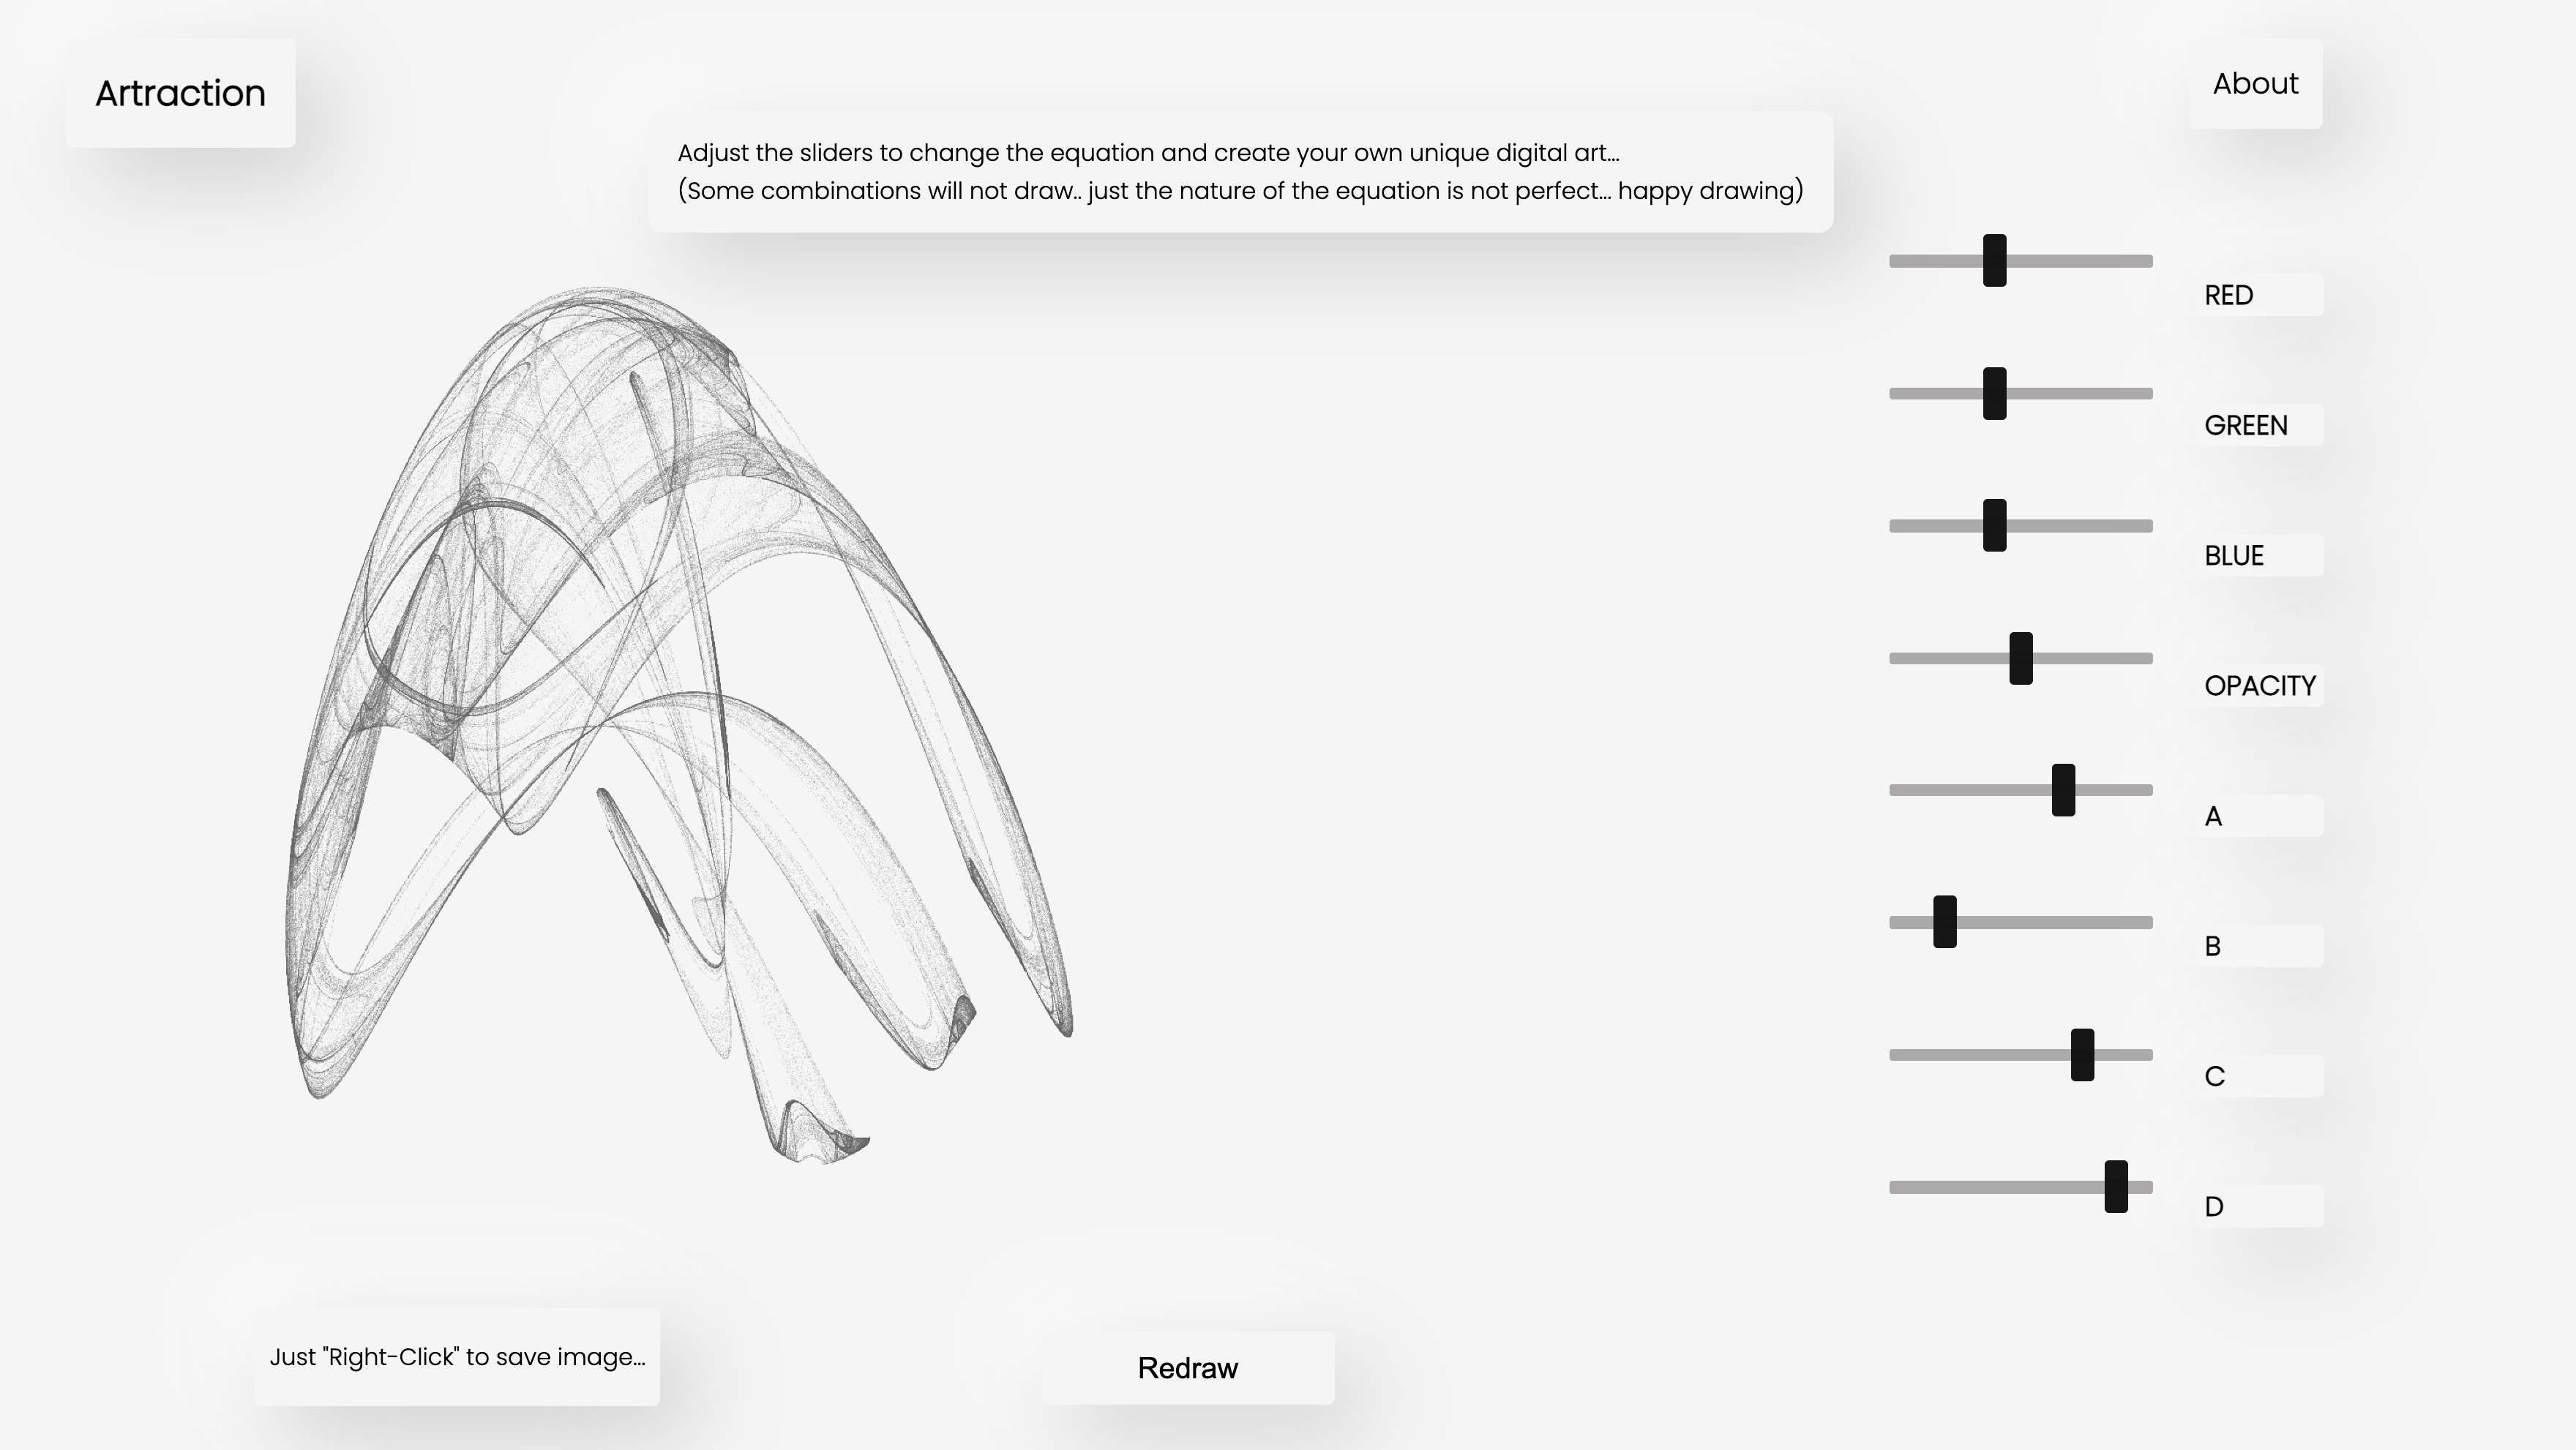 Artraction
About
Adjust the sliders to change the equation and create your own unique digital art...
(Some combinations will not draw.. just the nature of the equation is not perfect... happy drawing)
RED
GREEN
BLUE
OPACITY
A
B
C
D
Just "Right-Click" to save image...
Redraw